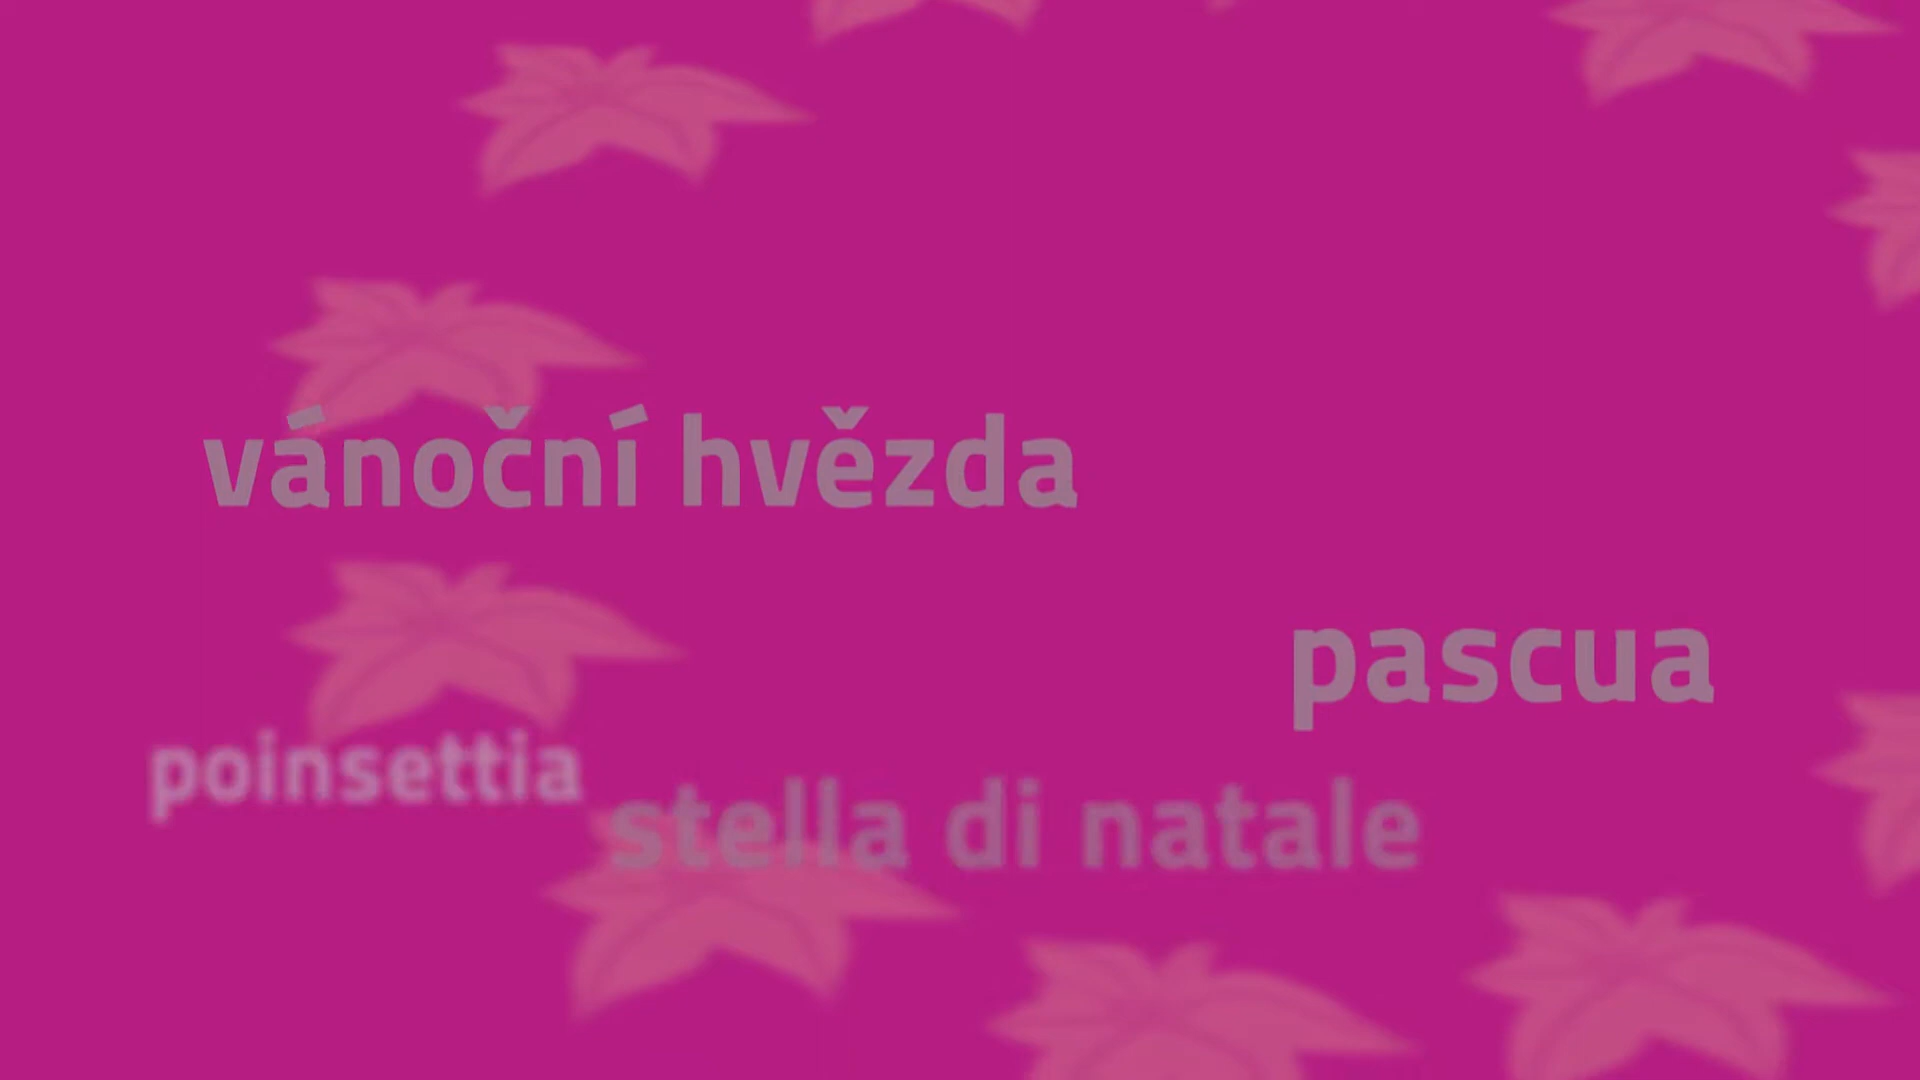 vánoční hvězda
pascua
poinsettia
stella di natale